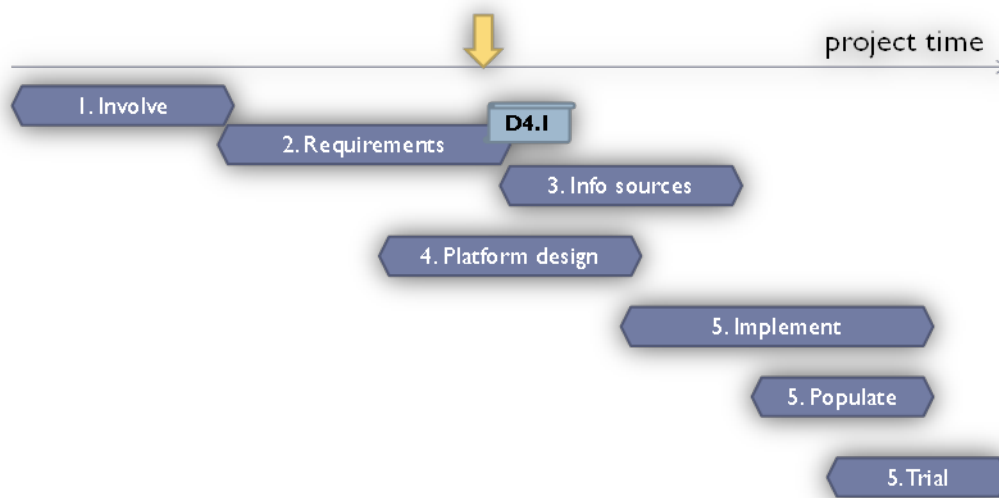 project time
1. Involve
D4.1
2. Requirements
3. Info sources
4. Platform design
5. Implement
5. Populate
5. Trial